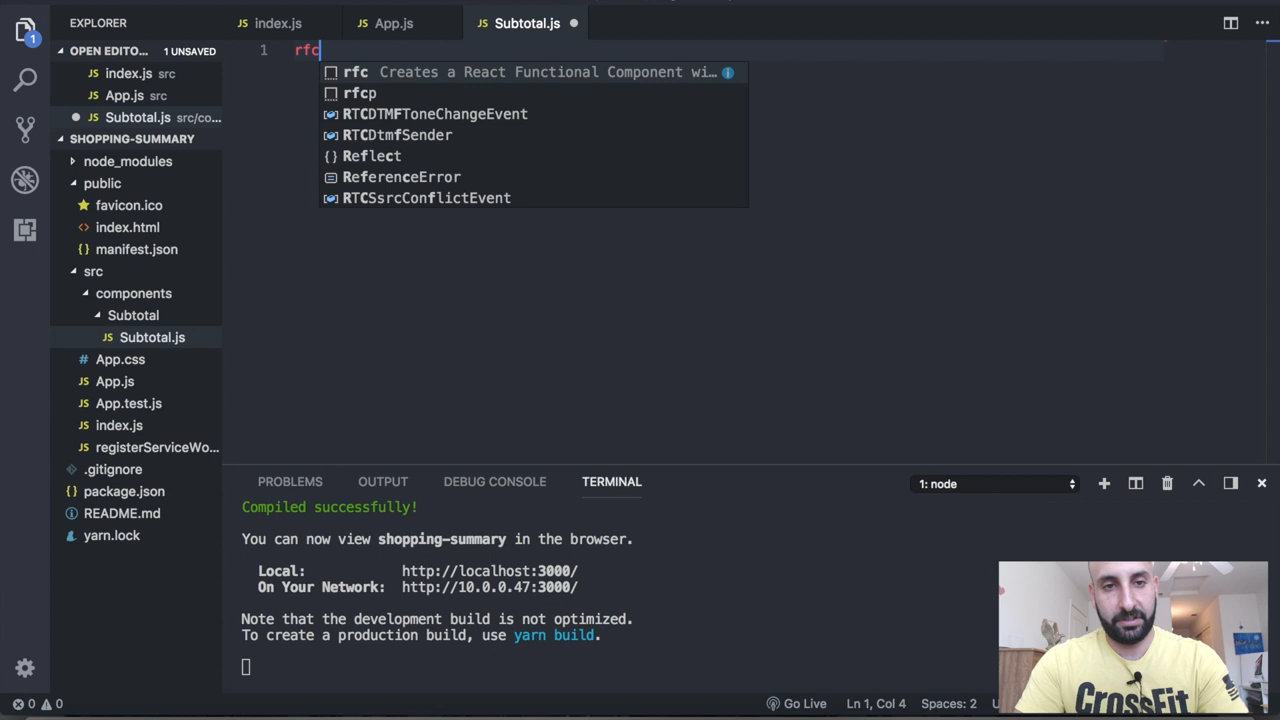 EXPLORER
index.js
App.js
Subtotal.js
1
OPEN EDITO... 1 UNSAVED
JS index.js src
JS App.js src
JS Subtotal.js src/co...
SHOPPING-SUMMARY
node_modules
public
favicon.ico
<> index.html
{ } manifest.json
src
components
Subtotal
JS Subtotal.js
# App.css
JS App.js
JS App.test.js
JS index.js
JS registerServiceWo...
.gitignore
{ } package.json
README.md
yarn.lock
1 rfc
rfc Creates a React Functional Component wi...
rfcp
RTCDTMFToneChangeEvent
RTCDtmfSender
{} Reflect
ReferenceError
RTCSsrcConflictEvent
PROBLEMS OUTPUT DEBUG CONSOLE TERMINAL 1: node
Compiled successfully!
You can now view shopping-summary in the browser.
Local: http://localhost:3000/
On Your Network: http://10.0.0.47:3000/
Note that the development build is not optimized.
To create a production build, use yarn build.
0 0 Go Live Ln 1, Col 4 Spaces: 2
CrossFit